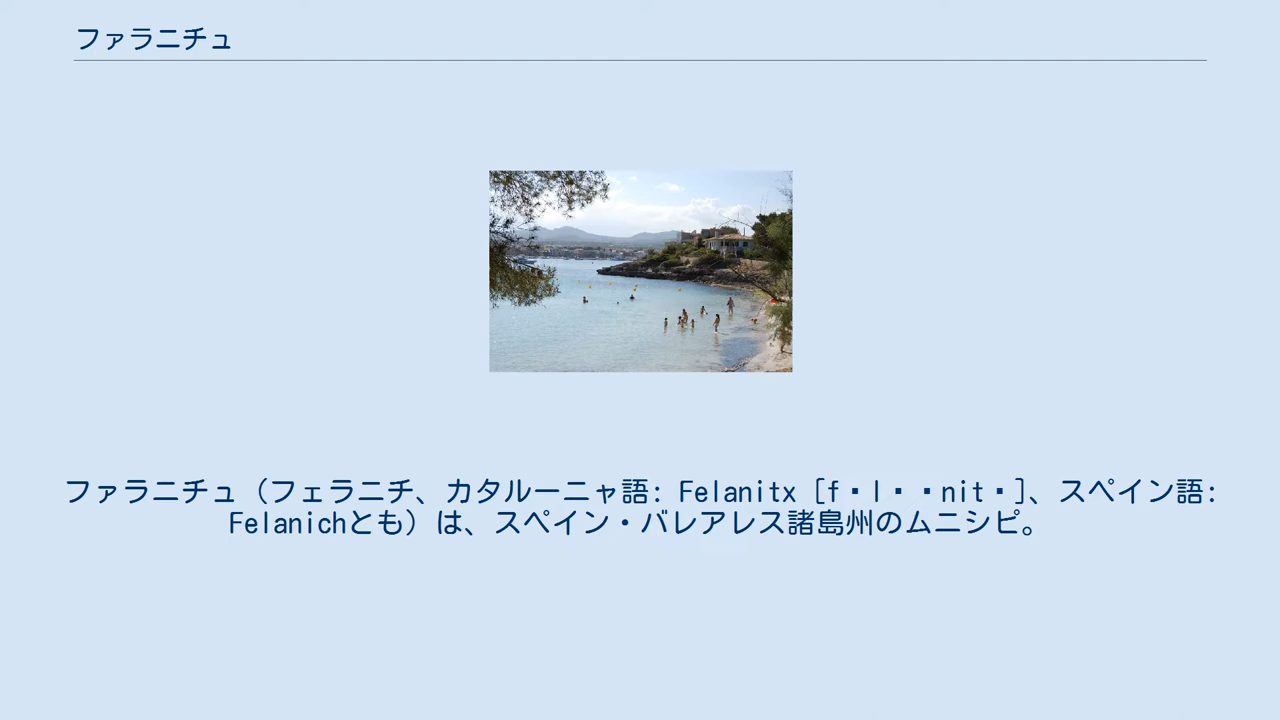 ファラニチュ
ファラニチュ（フェラニチ、カタルーニャ語: Felanitx [f・l・・nit・]、スペイン語:
Felanichとも）は、スペイン・バレアレス諸島州のムニシピ。